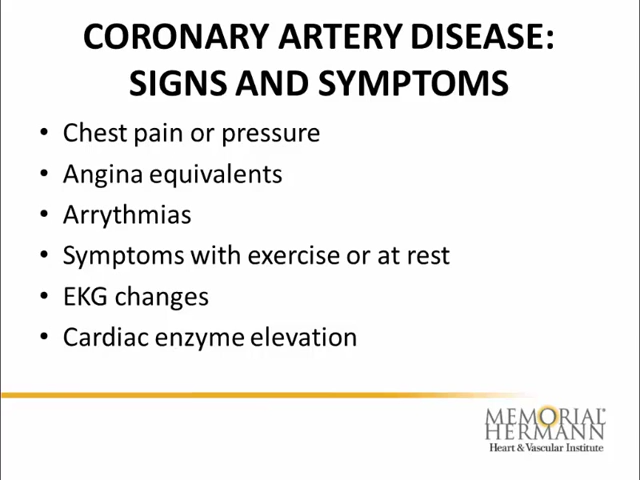 CORONARY ARTERY DISEASE:
SIGNS AND SYMPTOMS
• Chest pain or pressure
• Angina equivalents
• Arrythmias
• Symptoms with exercise or at rest
• EKG changes
• Cardiac enzyme elevation
MEMORIAL®
HERMANN
Heart & Vascular Institute